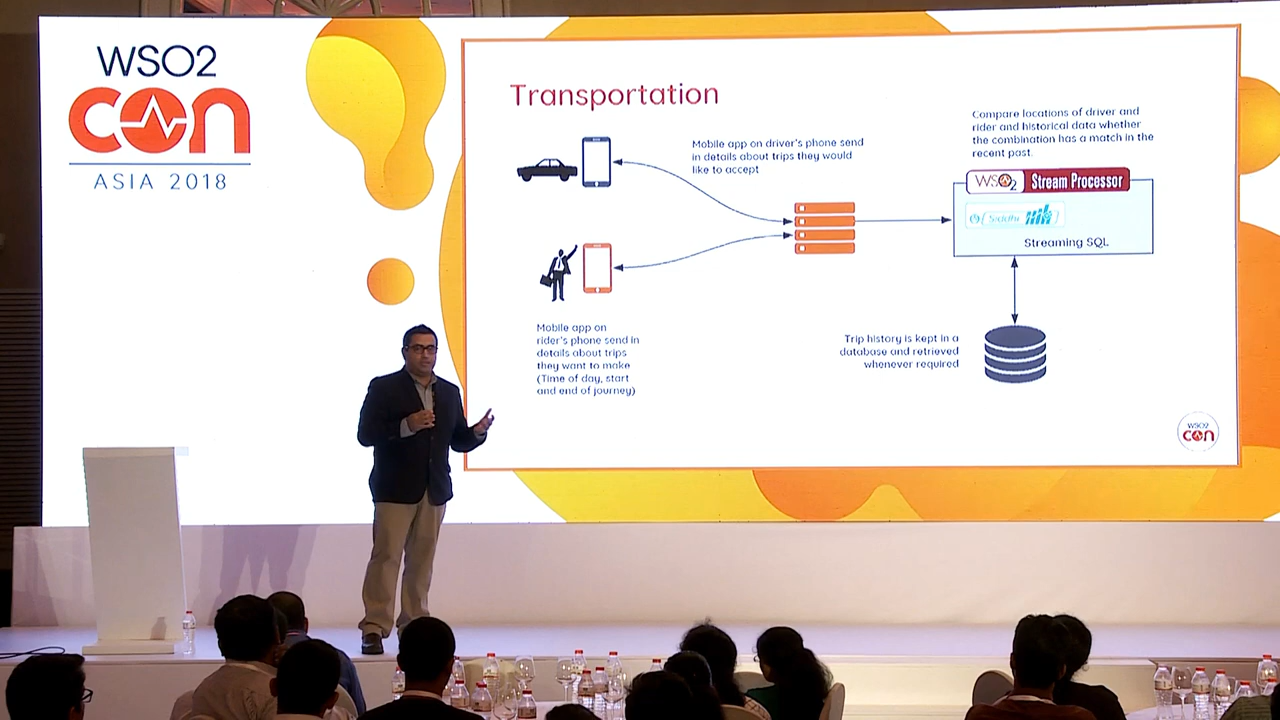 WSO2
CON
ASIA 2018
Transportation
Mobile app on driver's phone send
in details about trips they would
like to accept
Compare locations of driver and
rider and historical data whether
the combination has a match in the
recent past.
WSO2 Stream Processor
{Siddhi}
Streaming SQL
Mobile app on
rider's phone send in
details about trips
they want to make
(Time of day, start
and end of journey)
Trip history is kept in a
database and retrieved
whenever required
WSO2
CON